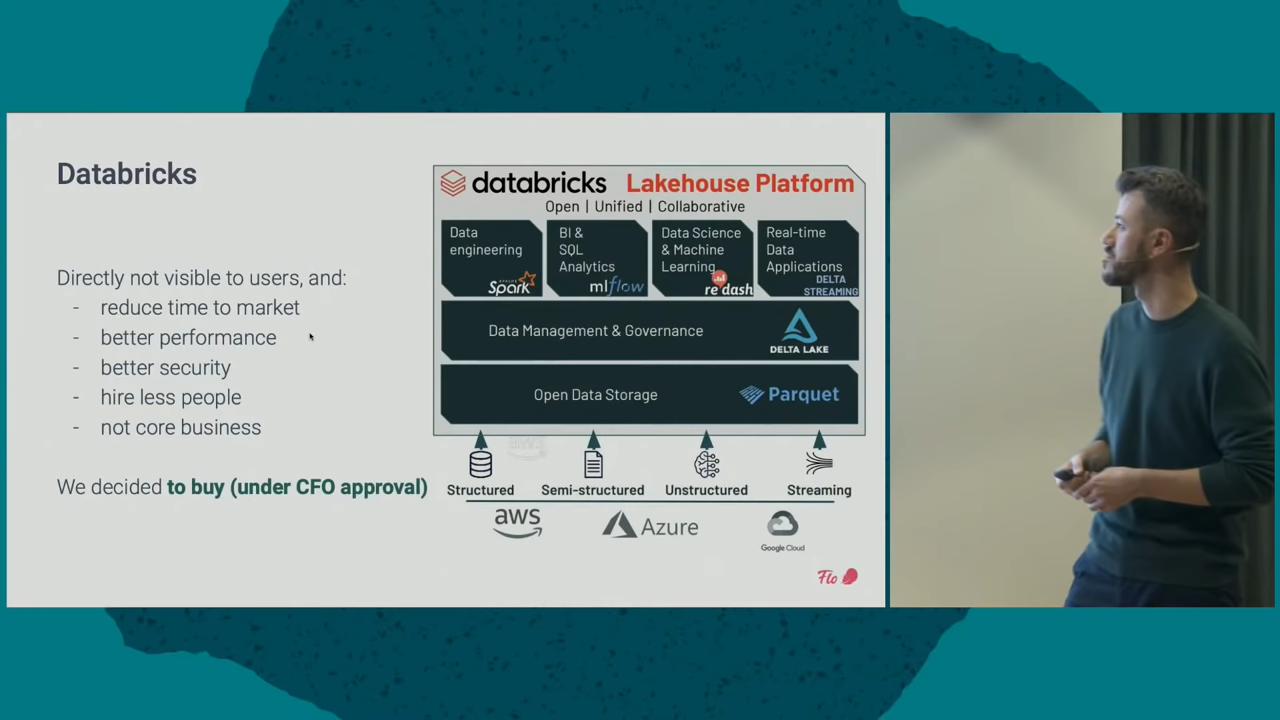 Databricks
Directly not visible to users, and:
- reduce time to market
- better performance
- better security
- hire less people
- not core business
We decided to buy (under CFO approval)
databricks Lakehouse Platform
Open | Unified | Collaborative
Data
engineering
APACHE
Spark
BI &
SQL
Analytics
mlflow
Data Science
& Machine
Learning
redash
Real-time
Data
Applications
DELTA
STREAMING
Data Management & Governance
DELTA LAKE
Open Data Storage
Parquet
aws
Structured
Semi-structured
Unstructured
Streaming
aws
Azure
Google Cloud
Flo